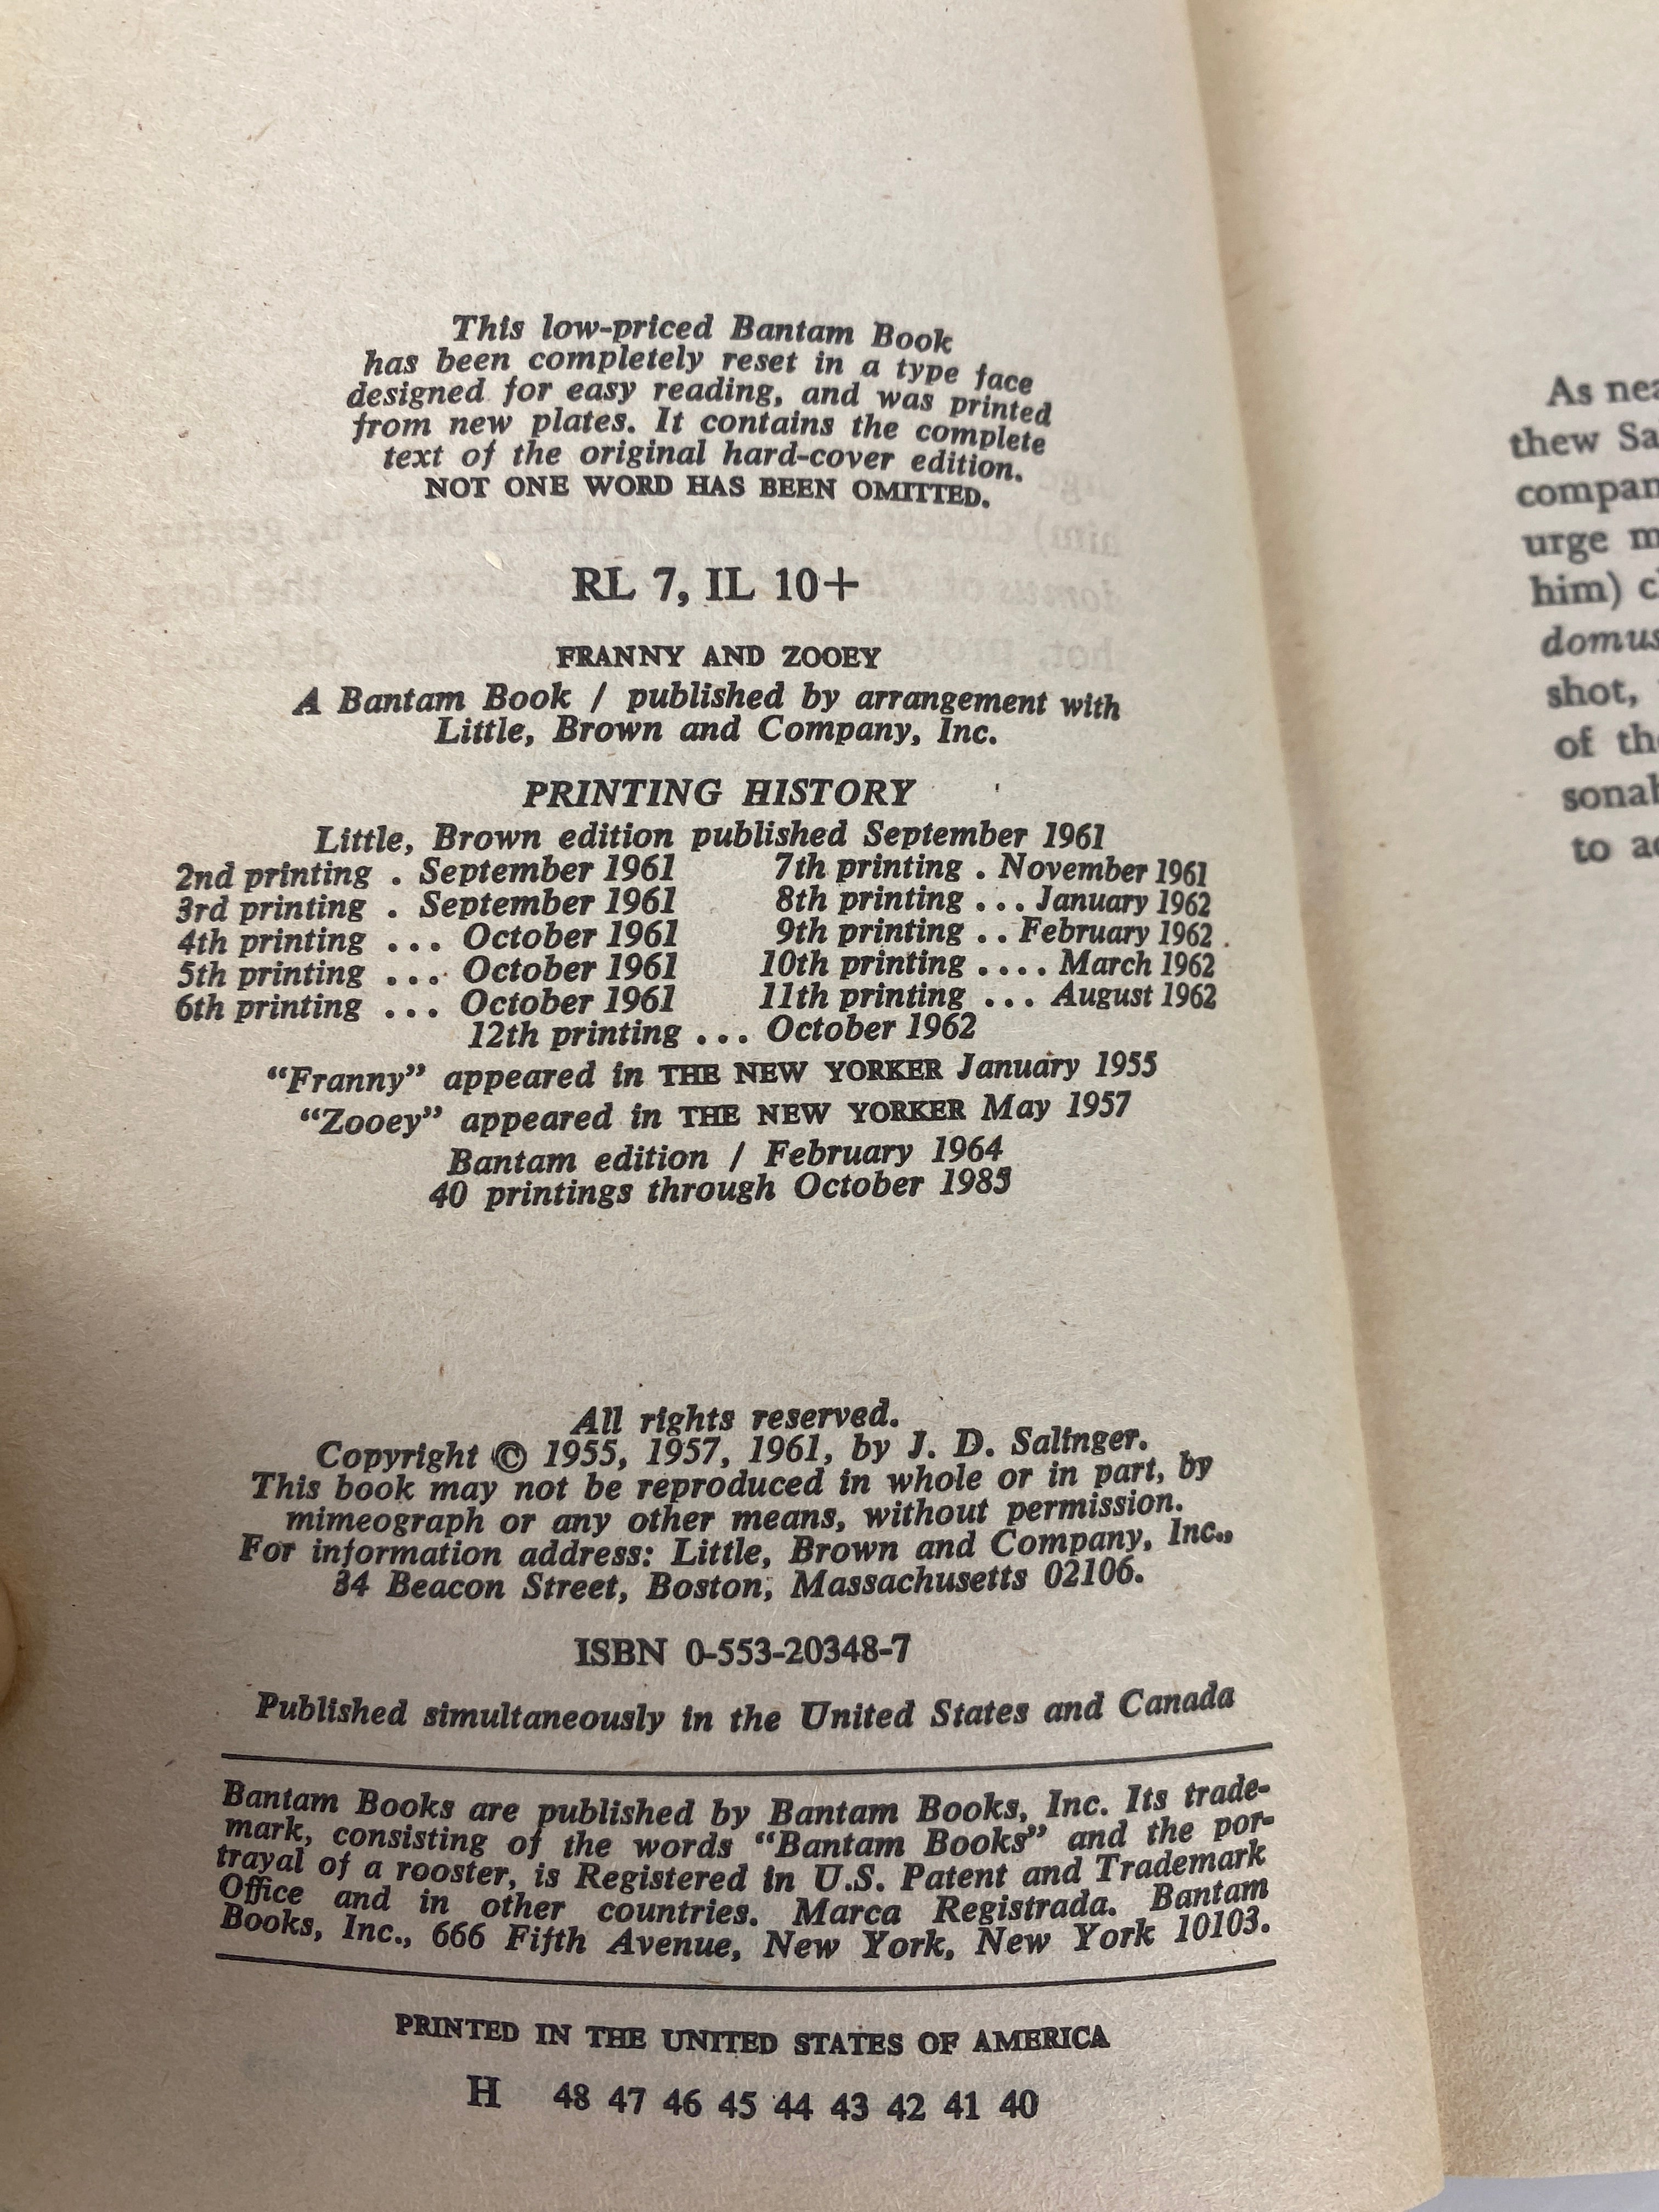 This low-priced Bantam Book
has been completely reset in a type face
designed for easy reading, and was printed
from new plates. It contains the complete
text of the original hard-cover edition.
NOT ONE WORD HAS BEEN OMITTED.
RL 7, IL 10+
FRANNY AND ZOOEY
A Bantam Book / published by arrangement with
Little, Brown and Company, Inc.
PRINTING HISTORY
Little, Brown edition published September 1961
2nd printing . September 1961 7th printing . November 1961
3rd printing . September 1961 8th printing ... January 1962
4th printing ... October 1961 9th printing .. February 1962
5th printing ... October 1961 10th printing .... March 1962
6th printing ... October 1961 11th printing ... August 1962
12th printing ... October 1962
"Franny" appeared in THE NEW YORKER January 1955
"Zooey" appeared in THE NEW YORKER May 1957
Bantam edition / February 1964
40 printings through October 1985
All rights reserved.
Copyright © 1955, 1957, 1961, by J. D. Salinger.
This book may not be reproduced in whole or in part, by
mimeograph or any other means, without permission.
For information address: Little, Brown and Company, Inc.,
34 Beacon Street, Boston, Massachusetts 02106.
ISBN 0-553-20348-7
Published simultaneously in the United States and Canada
Bantam Books are published by Bantam Books, Inc. Its trade-
mark, consisting of the words "Bantam Books" and the por-
trayal of a rooster, is Registered in U.S. Patent and Trademark
Office and in other countries. Marca Registrada. Bantam
Books, Inc., 666 Fifth Avenue, New York, New York 10103.
PRINTED IN THE UNITED STATES OF AMERICA
H 48 47 46 45 44 43 42 41 40
As
thew
urge
him)
shot,
of
to